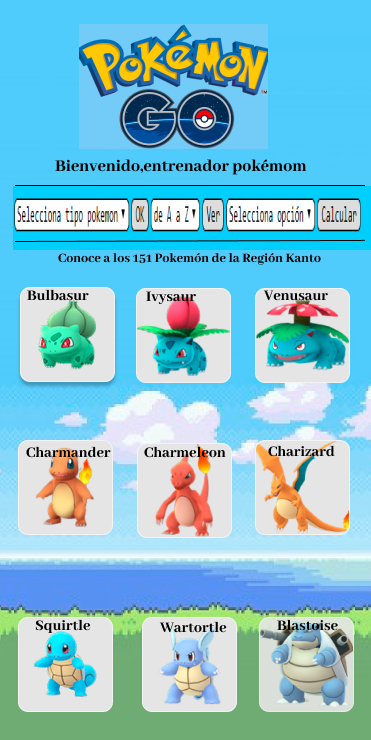 POKÉMON
GO
Bienvenido,entrenador pokémom
Selecciona tipo pokemon OK de A a Z Ver Selecciona opción Calcular
Conoce a los 151 Pokemón de la Región Kanto
Bulbasur Ivysaur Venusaur
Charmander Charmeleon Charizard
Squirtle Wartortle Blastoise